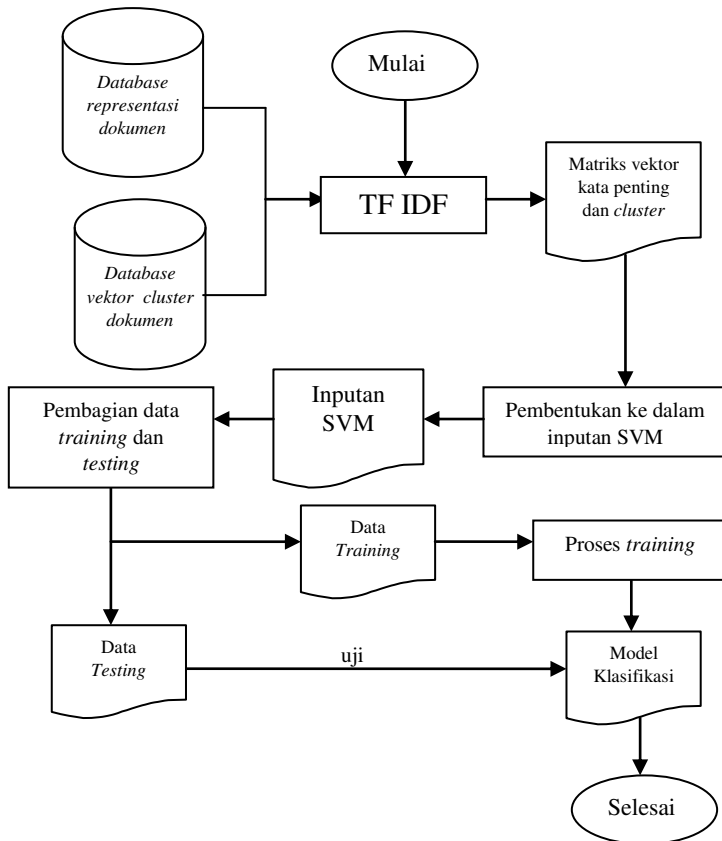 Database
representasi
dokumen
Mulai
TF IDF
Matriks vektor
kata penting
dan cluster
Database
vektor cluster
dokumen
Pembentukan ke dalam
inputan SVM
Inputan
SVM
Pembagian data
training dan
testing
Data
Training
Proses training
Data
Testing
uji
Model
Klasifikasi
Selesai